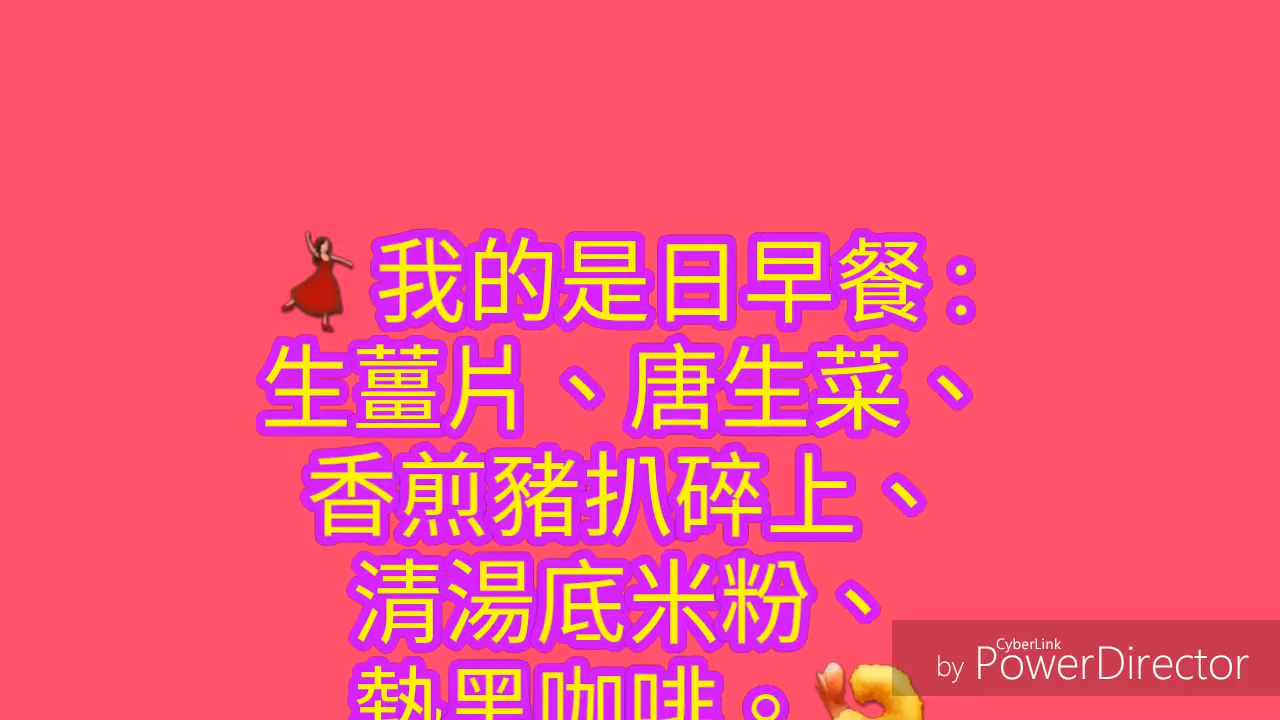 我的是日早餐：
生薑片、唐生菜、
香煎豬扒碎上、
清湯底米粉、
熱黑咖啡。
by CyberLink PowerDirector